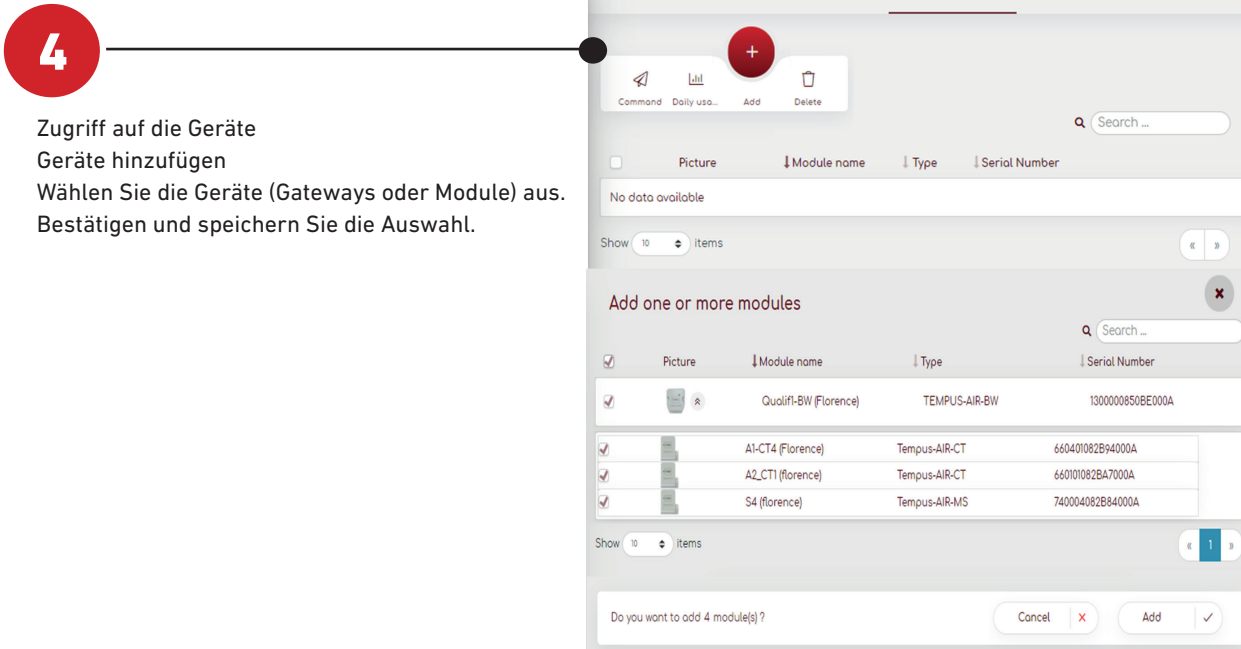 4
Zugriff auf die Geräte
Geräte hinzufügen
Wählen Sie die Geräte (Gateways oder Module) aus.
Bestätigen und speichern Sie die Auswahl.
+
Command Daily usa... Add Delete
Search ...
Picture Module name Type Serial Number
No data available
Show 10 items « »
Add one or more modules
Search ...
Picture Module name Type Serial Number
Qualif1-BW (Florence) TEMPUS-AIR-BW 1300000850BE000A
A1-CT4 (Florence) Tempus-AIR-CT 660401082B94000A
A2_CT1 (florence) Tempus-AIR-CT 660101082BA7000A
S4 (florence) Tempus-AIR-MS 740004082B84000A
Show 10 items « 1 »
Do you want to add 4 module(s) ? Cancel Add